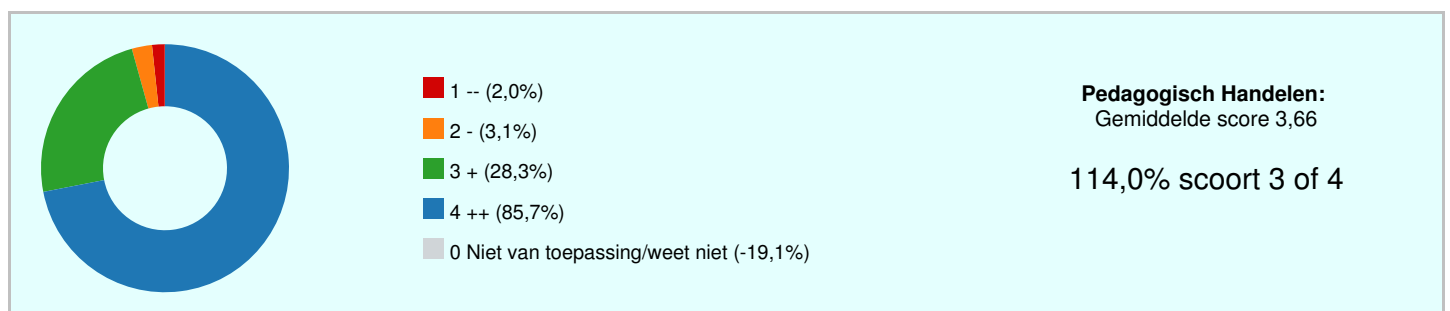 1 -- (2,0%)
2 - (3,1%)
3 + (28,3%)
4 ++ (85,7%)
0 Niet van toepassing/weet niet (-19,1%)
Pedagogisch Handelen:
Gemiddelde score 3,66
114,0% scoort 3 of 4